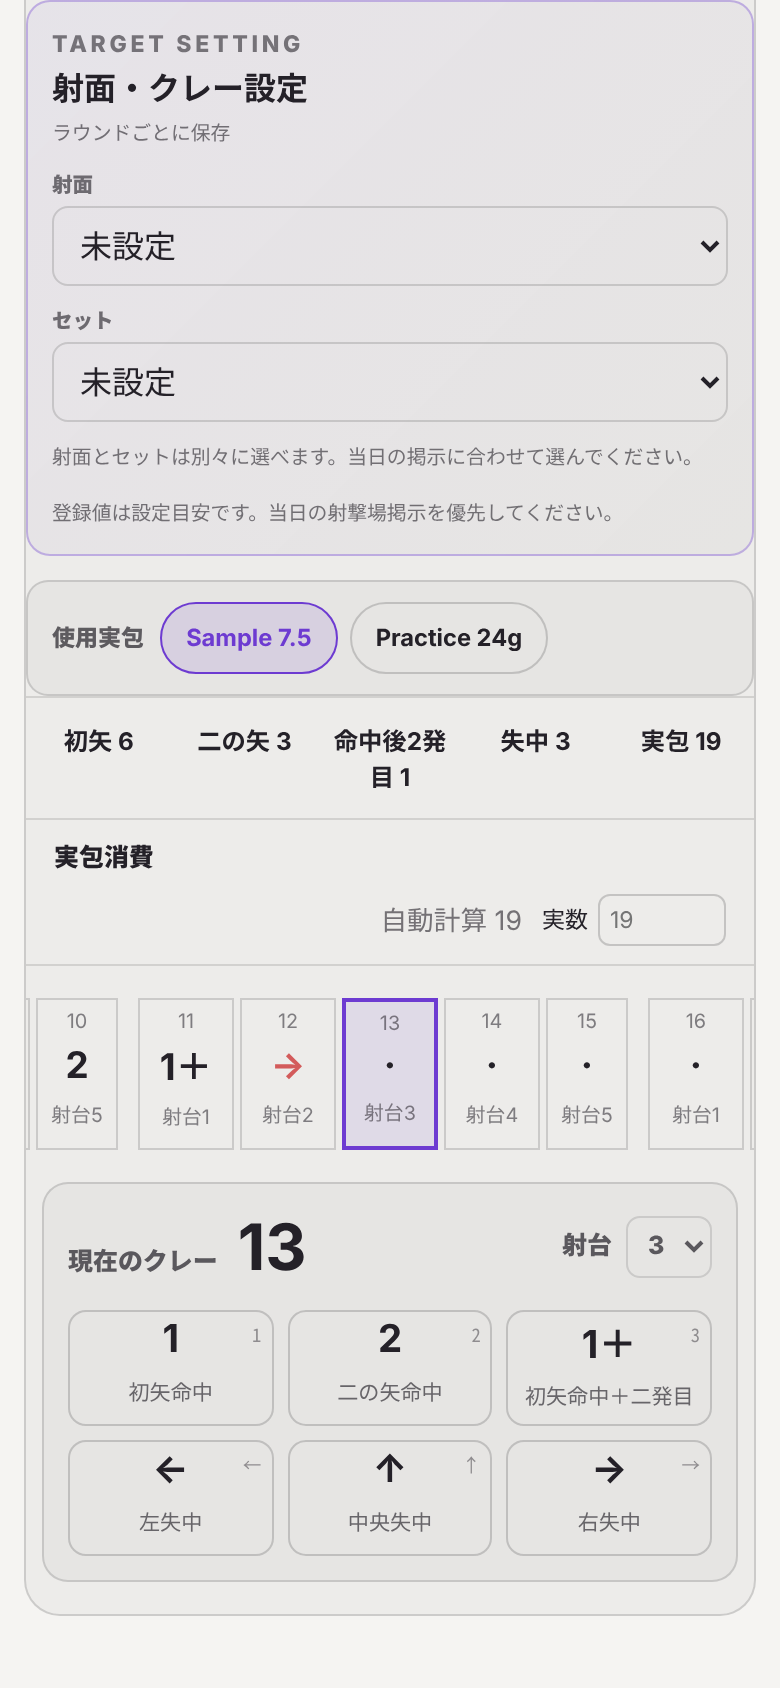 TARGET SETTING
射面・クレー設定
ラウンドごとに保存
射面
未設定
セット
未設定
射面とセットは別々に選べます。当日の掲示に合わせて選んでください。
登録値は設定目安です。当日の射撃場掲示を優先してください。
使用実包 Sample 7.5 Practice 24g
初矢 6 二の矢 3 命中後2発目 1 失中 3 実包 19
実包消費
自動計算 19 実数 19
10 11 12 13 14 15 16
2 1＋ → ・ ・ ・ ・
射台5 射台1 射台2 射台3 射台4 射台5 射台1
現在のクレー 13 射台 3
1 1 2 2 1＋ 3
初矢命中 二の矢命中 初矢命中＋二発目
← ← ↑ ↑ → →
左失中 中央失中 右失中